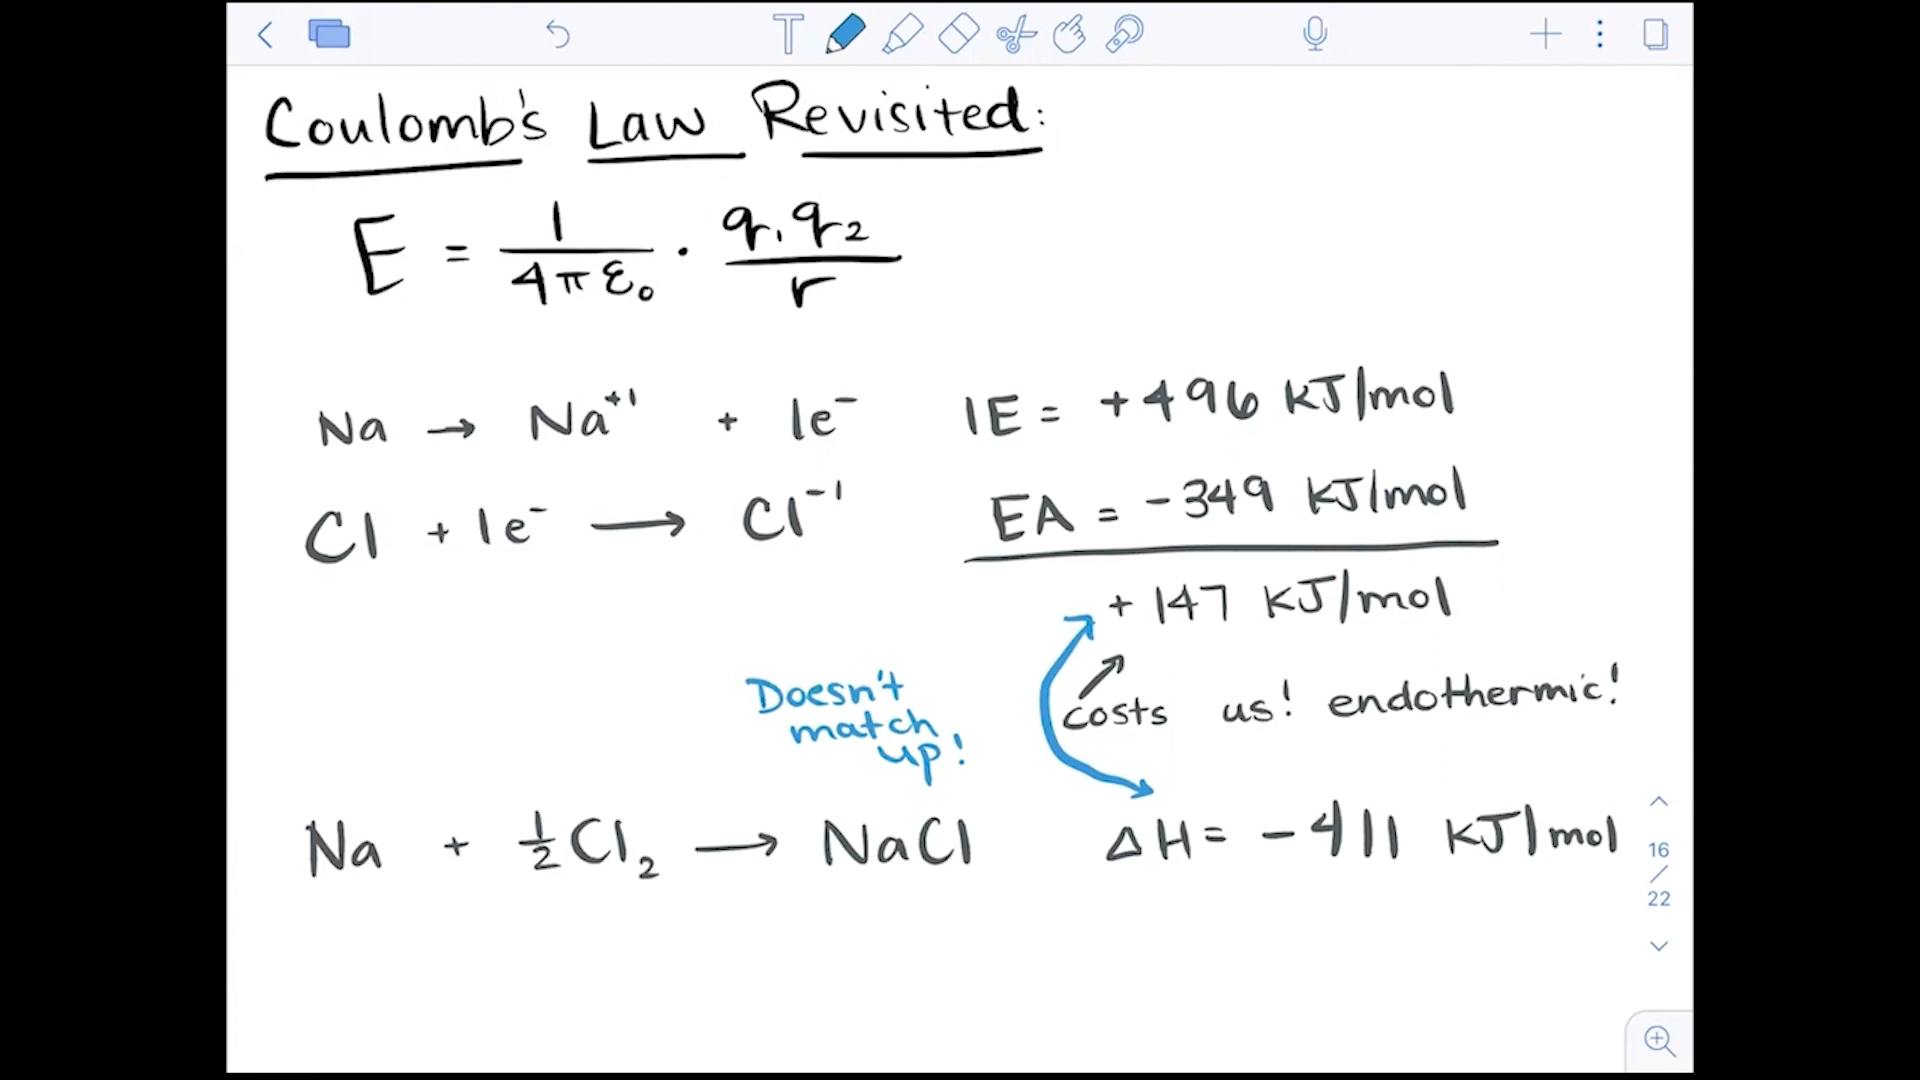 Coulomb's Law Revisited:
E = 1/4πε₀ · q₁q₂/r
Na → Na⁺¹ + 1e⁻ IE = +496 kJ/mol
Cl + 1e⁻ → Cl⁻¹ EA = -349 kJ/mol
+ 147 kJ/mol
costs us! endothermic!
Doesn't
match
up!
Na + ½Cl₂ → NaCl ΔH = -411 kJ/mol
16
/
22